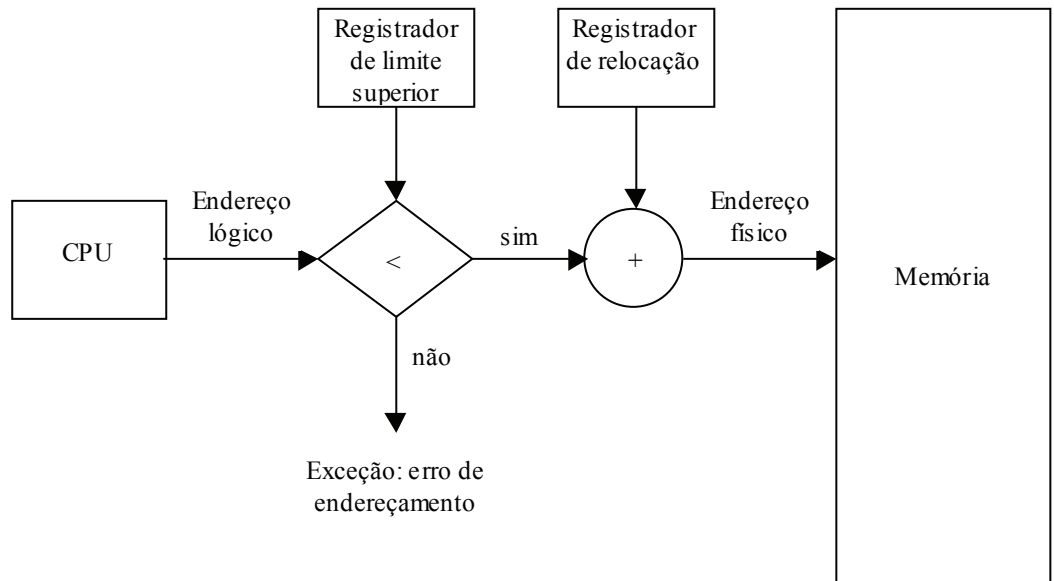 Registrador
de limite
superior
Registrador
de relocação
Endereço
lógico
CPU
<
sim
+
Endereço
físico
Memória
não
Exceção: erro de
endereçamento